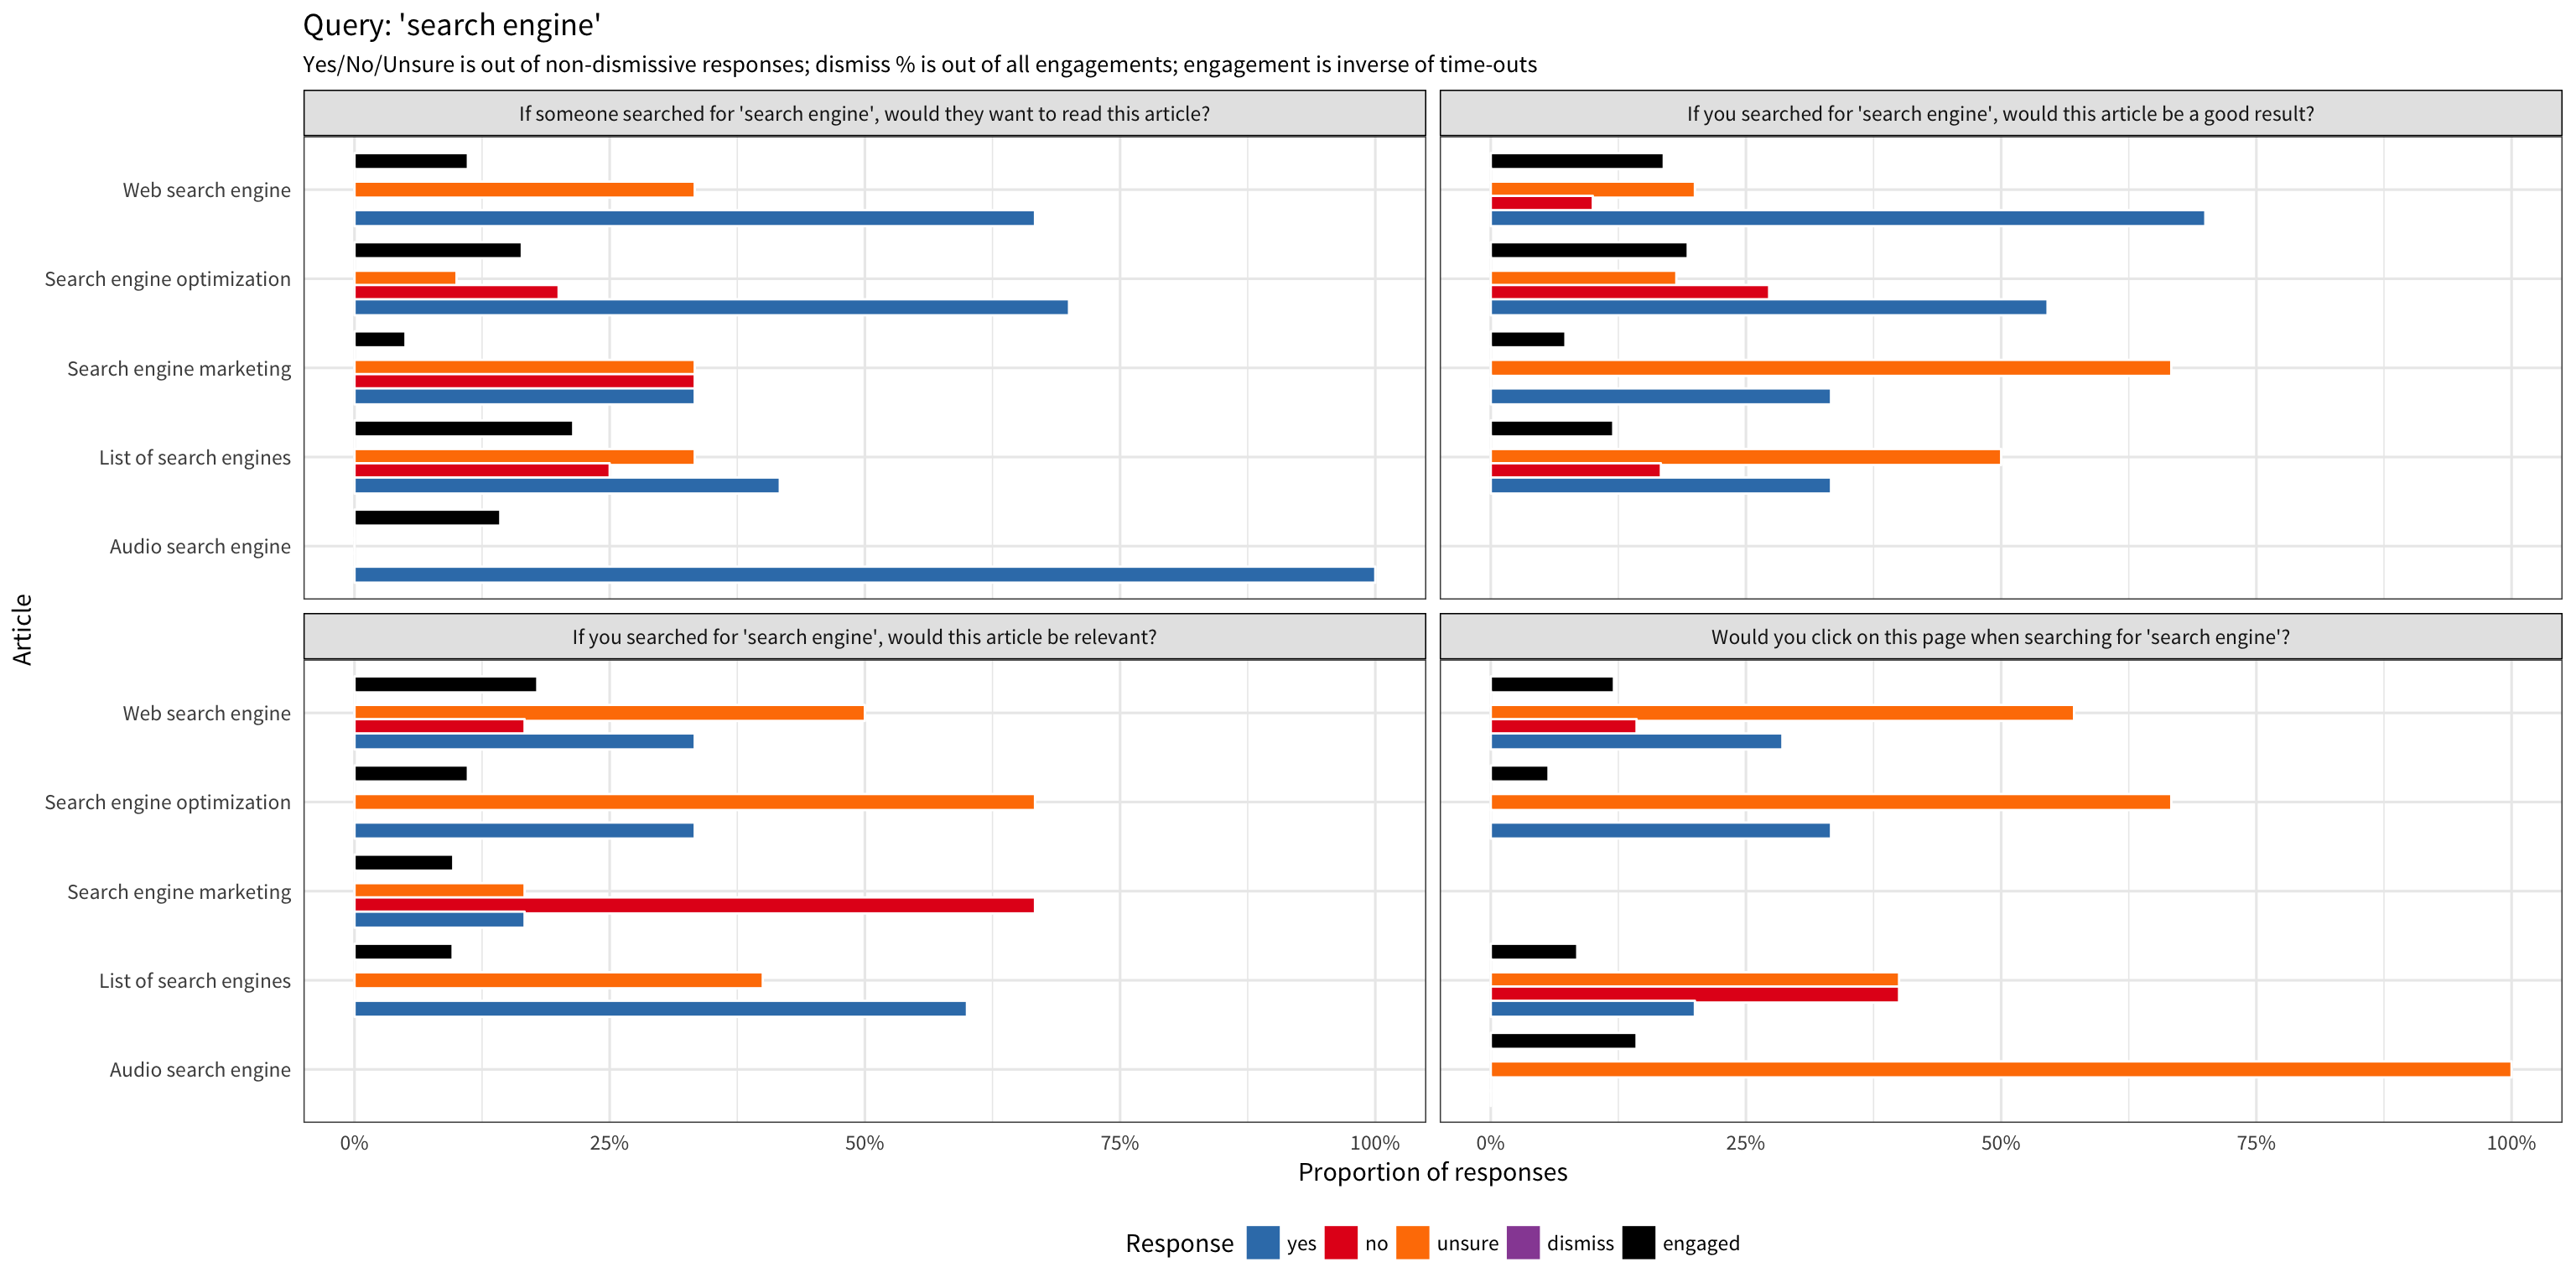 Query: 'search engine'
Yes/No/Unsure is out of non-dismissive responses; dismiss % is out of all engagements; engagement is inverse of time-outs
If someone searched for 'search engine', would they want to read this article?
If you searched for 'search engine', would this article be a good result?
Web search engine
Search engine optimization
Search engine marketing
List of search engines
Audio search engine
Article
If you searched for 'search engine', would this article be relevant?
Would you click on this page when searching for 'search engine'?
Web search engine
Search engine optimization
Search engine marketing
List of search engines
Audio search engine
0% 25% 50% 75% 100% 0% 25% 50% 75% 100%
Proportion of responses
Response yes no unsure dismiss engaged